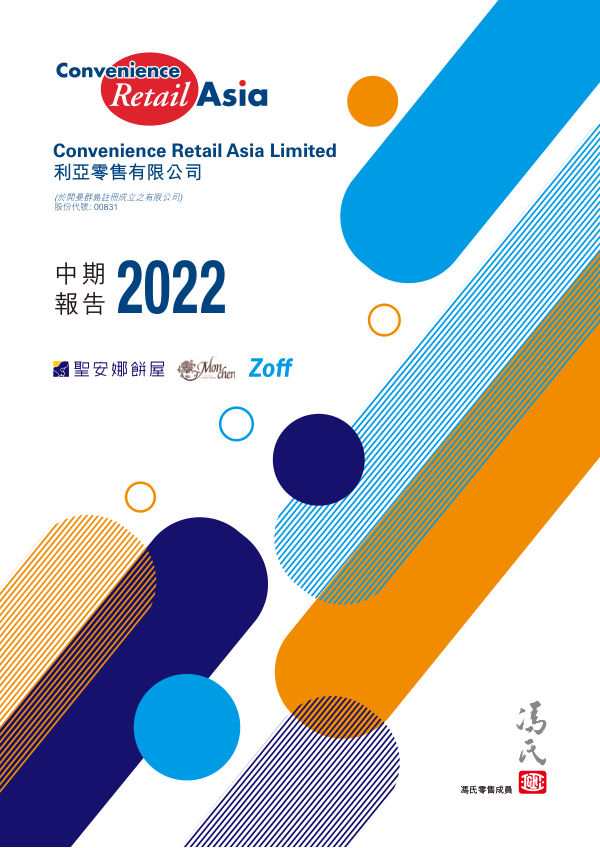 Convenience
Retail Asia
Convenience Retail Asia Limited
利亞零售有限公司
(於開曼群島註冊成立之有限公司)
股份代號: 00831
中期
報告 2022
聖安娜餅屋 Mon chen Zoff
馮氏
馮氏零售成員